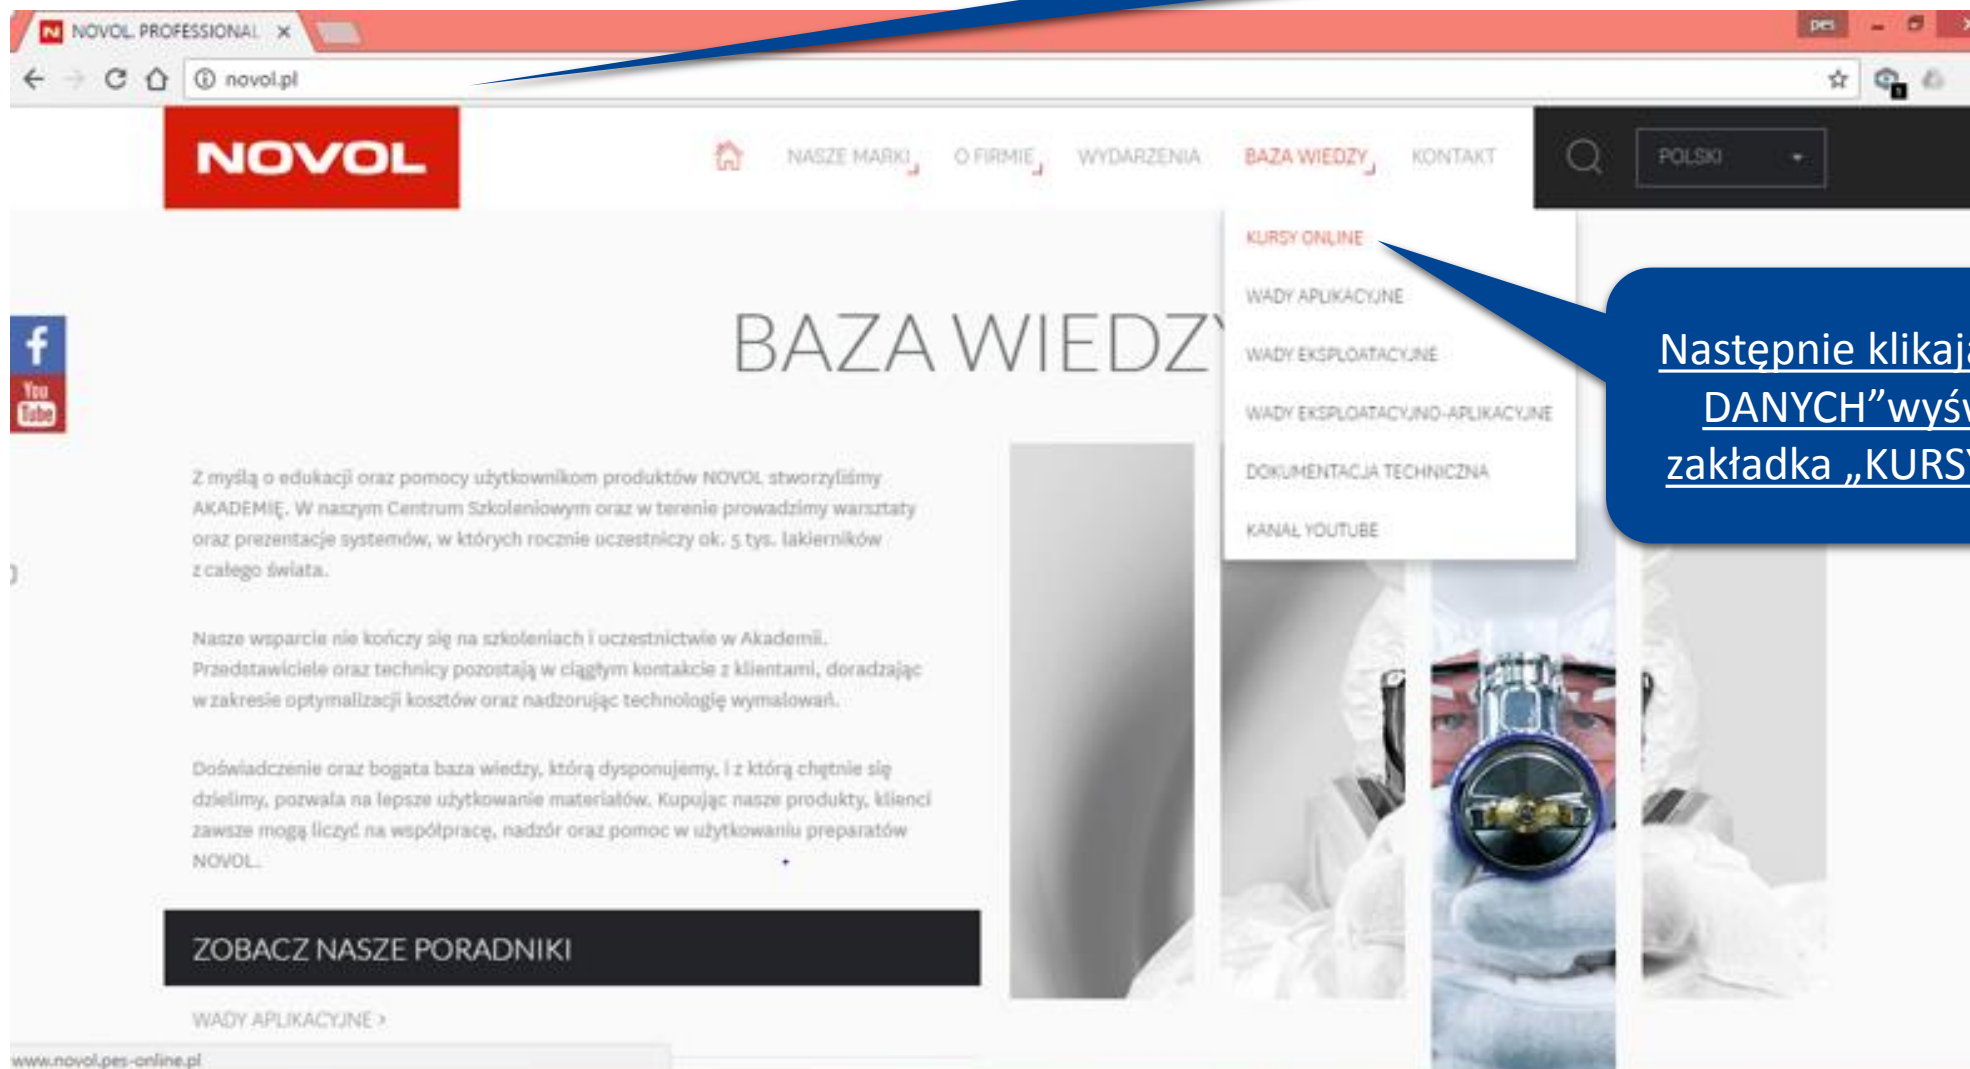 NOVOL. PROFESSIONAL
pes
novol.pl
NOVOL
NASZE MARKI
O FIRMIE
WYDARZENIA
BAZA WIEDZY
KONTAKT
POLSKI
KURSY ONLINE
WADY APLIKACYJNE
WADY EKSPLOATACYJNE
WADY EKSPLOATACYJNO-APLIKACYJNE
DOKUMENTACJA TECHNICZNA
KANAŁ YOUTUBE
BAZA WIEDZY
f
You
Tube
Następnie klikają
DANYCH”wyśw
zakładka „KURSY
Z myślą o edukacji oraz pomocy użytkownikom produktów NOVOL stworzyliśmy
AKADEMIĘ. W naszym Centrum Szkoleniowym oraz w terenie prowadzimy warsztaty
oraz prezentacje systemów, w których rocznie uczestniczy ok. 5 tys. lakierników
z całego świata.
Nasze wsparcie nie kończy się na szkoleniach i uczestnictwie w Akademii.
Przedstawiciele oraz technicy pozostają w ciągłym kontakcie z klientami, doradzając
w zakresie optymalizacji kosztów oraz nadzorując technologię wymalowań.
Doświadczenie oraz bogata baza wiedzy, którą dysponujemy, i z którą chętnie się
dzielimy, pozwala na lepsze użytkowanie materiałów. Kupując nasze produkty, klienci
zawsze mogą liczyć na współpracę, nadzór oraz pomoc w użytkowaniu preparatów
NOVOL.
ZOBACZ NASZE PORADNIKI
WADY APLIKACYJNE >
www.novol.pes-online.pl